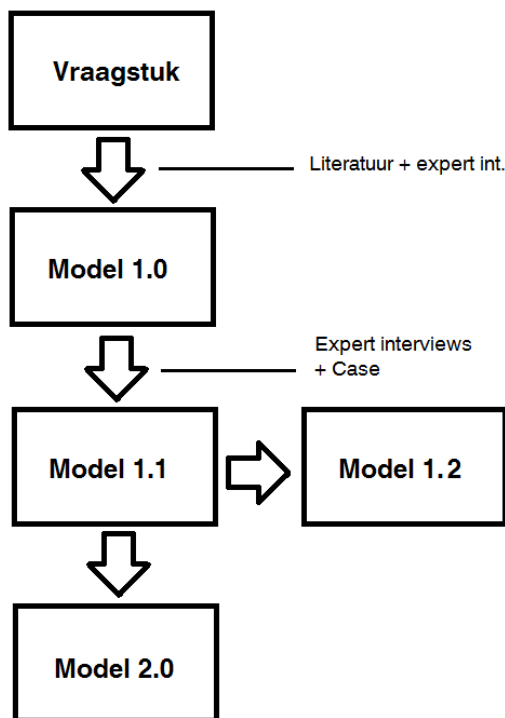 Vraagstuk
Literatuur + expert int.
Model 1.0
Expert interviews
+ Case
Model 1.1
Model 1.2
Model 2.0